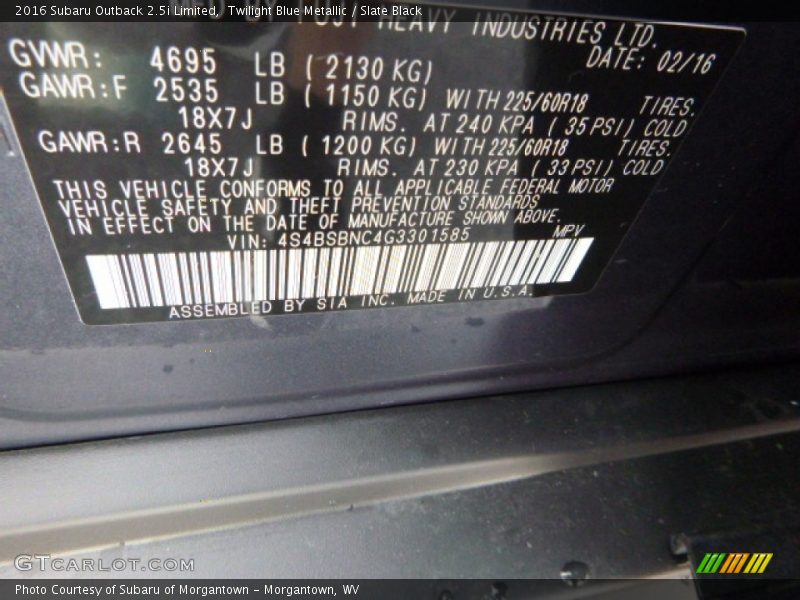 2016 Subaru Outback 2.5i Limited, Twilight Blue Metallic / Slate Black
HEAVY INDUSTRIES LTD.
GVWR: 4695 LB ( 2130 KG) DATE: 02/16
GAWR:F 2535 LB ( 1150 KG) WITH 225/60R18 TIRES.
18X7J RIMS. AT 240 KPA ( 35 PSI) COLD
GAWR:R 2645 LB ( 1200 KG) WITH 225/60R18 TIRES.
18X7J RIMS. AT 230 KPA ( 33 PSI) COLD
THIS VEHICLE CONFORMS TO ALL APPLICABLE FEDERAL MOTOR
VEHICLE SAFETY AND THEFT PREVENTION STANDARDS
IN EFFECT ON THE DATE OF MANUFACTURE SHOWN ABOVE.
VIN: 4S4BSBNC4G3301585 MPV
ASSEMBLED BY SIA INC. MADE IN U.S.A.
GTCARLOT.COM
Photo Courtesy of Subaru of Morgantown - Morgantown, WV